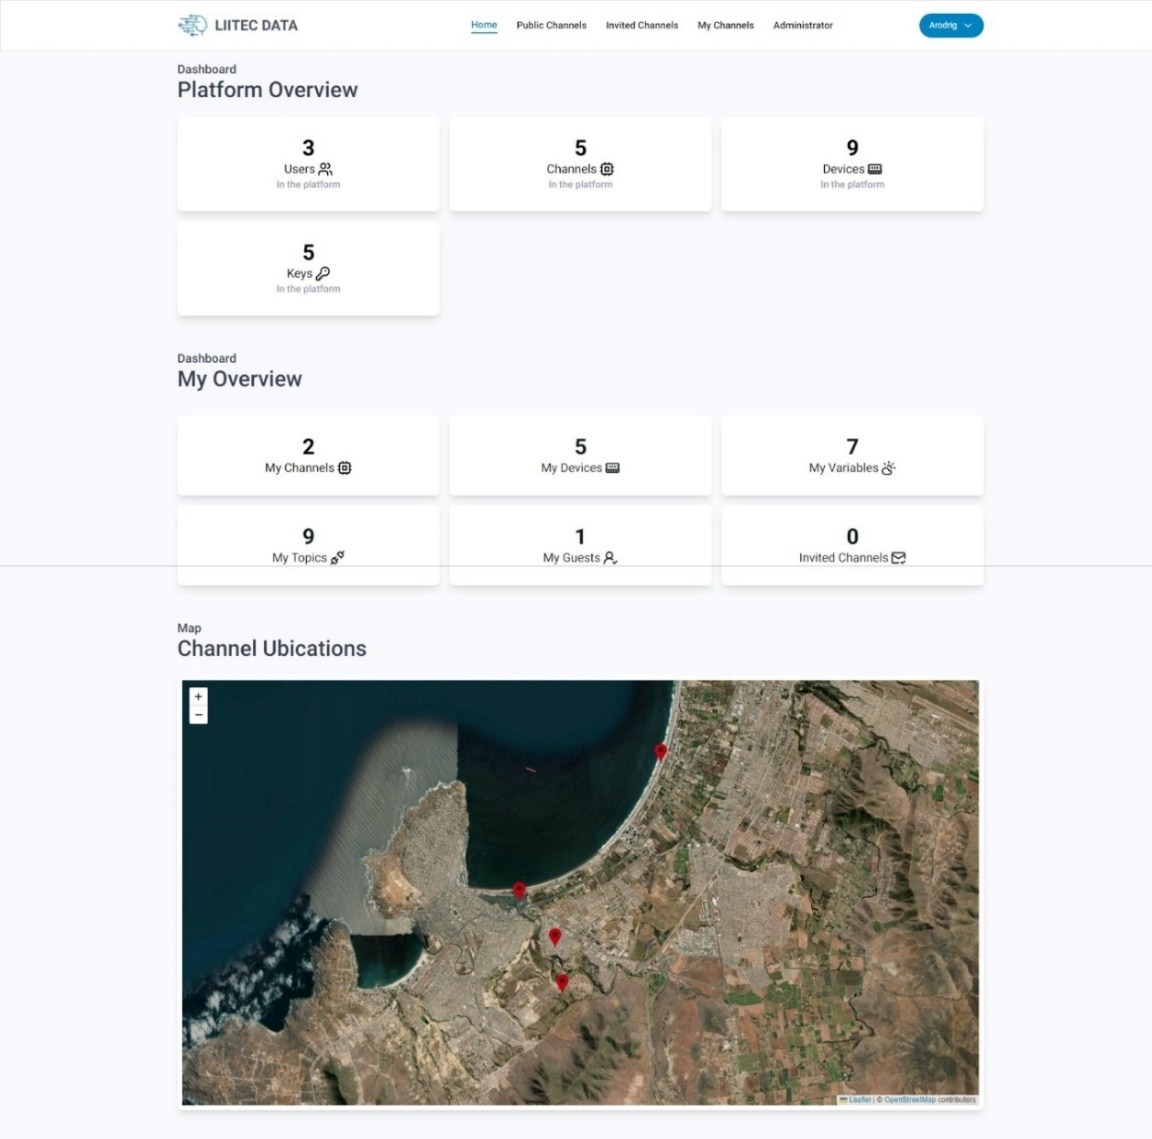 LIITEC DATA
Home Public Channels Invited Channels My Channels Administrator
Arodrig
Dashboard
Platform Overview
3
Users
In the platform
5
Channels
In the platform
9
Devices
In the platform
5
Keys
In the platform
Dashboard
My Overview
2
My Channels
5
My Devices
7
My Variables
9
My Topics
1
My Guests
0
Invited Channels
Map
Channel Ubications
+
−
Leaflet | © OpenStreetMap contributors